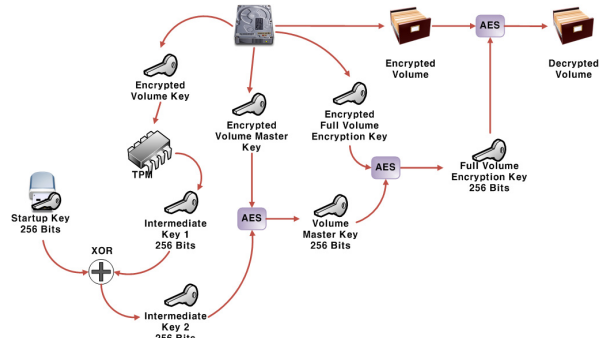 AES
Encrypted
Volume
Decrypted
Volume
Encrypted
Volume Key
Encrypted
Volume Master
Key
Encrypted
Full Volume
Encryption Key
TPM
AES
Full Volume
Encryption Key
256 Bits
Startup Key
256 Bits
Intermediate
Key 1
256 Bits
AES
Volume
Master Key
256 Bits
XOR
Intermediate
Key 2
256 Bits